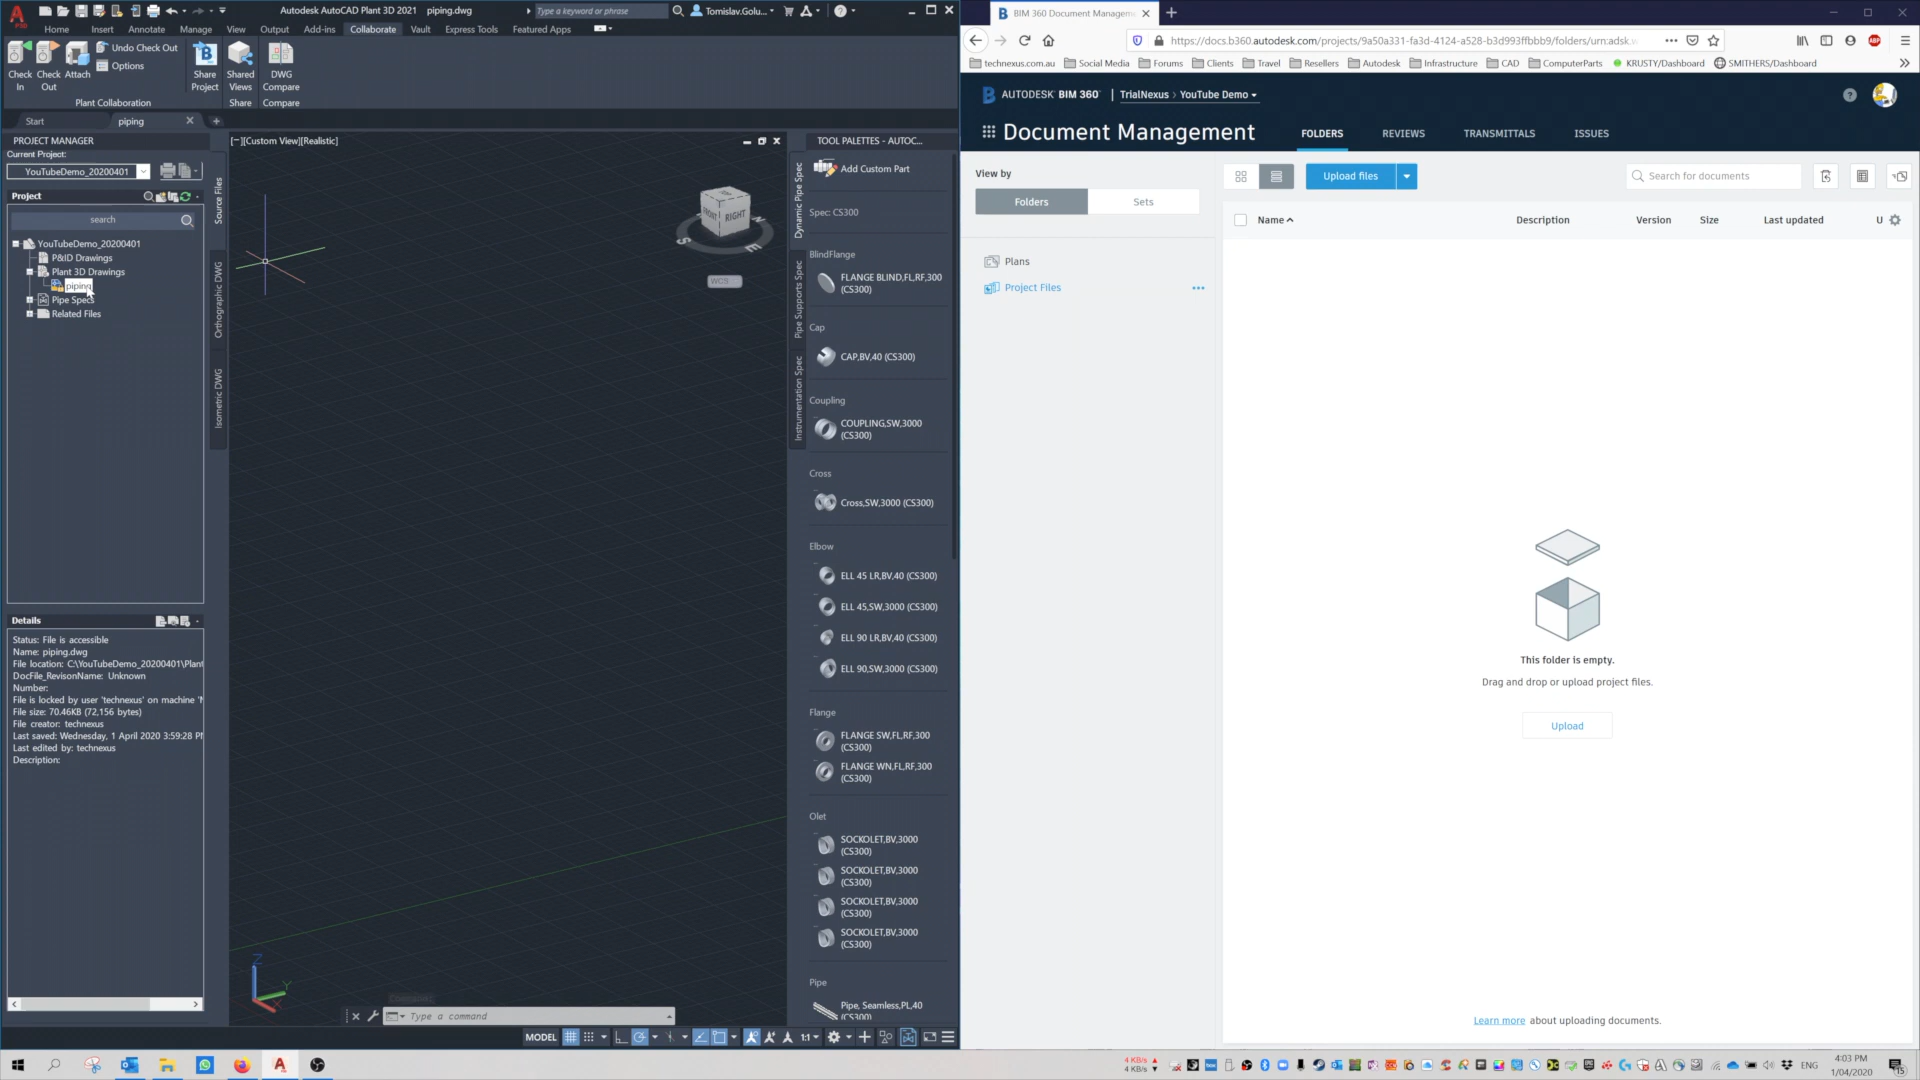 Autodesk AutoCAD Plant 3D 2021 piping.dwg
Type a keyword or phrase
Tomislav.Golu...
Home Insert Annotate Manage View Output Add-ins Collaborate Vault Express Tools Featured Apps
Check In
Check Out
Attach
Undo Check Out
Options
Share Project
Shared Views
DWG Compare
Plant Collaboration Share Compare
Start piping
PROJECT MANAGER
Current Project:
YouTubeDemo_20200401
Project
search
YouTubeDemo_20200401
P&ID Drawings
Plant 3D Drawings
piping
Pipe Specs
Related Files
Source Files
Orthographic DWG
Isometric DWG
Details
Status: File is accessible
Name: piping.dwg
File location: C:\YouTubeDemo_20200401\Plant
DocFile_RevisonName: Unknown
Number:
File is locked by user 'technexus' on machine
File size: 70.46KB (72,156 bytes)
File creator: technexus
Last saved: Wednesday, 1 April 2020 3:59:28 P
Last edited by: technexus
Description:
[−][Custom View][Realistic]
FRONT
RIGHT
S
E
WCS
Z
Y
X
Type a command
MODEL
1:1
TOOL PALETTES - AUTOC...
Dynamic Pipe Spec
Pipe Supports Spec
Instrumentation Spec
Add Custom Part
Spec: CS300
BlindFlange
FLANGE BLIND,FL,RF,300 (CS300)
Cap
CAP,BV,40 (CS300)
Coupling
COUPLING,SW,3000 (CS300)
Cross
Cross,SW,3000 (CS300)
Elbow
ELL 45 LR,BV,40 (CS300)
ELL 45,SW,3000 (CS300)
ELL 90 LR,BV,40 (CS300)
ELL 90,SW,3000 (CS300)
Flange
FLANGE SW,FL,RF,300 (CS300)
FLANGE WN,FL,RF,300 (CS300)
Olet
SOCKOLET,BV,3000 (CS300)
SOCKOLET,BV,3000 (CS300)
SOCKOLET,BV,3000 (CS300)
SOCKOLET,BV,3000 (CS300)
Pipe
Pipe, Seamless,PL,40 (CS300)
BIM 360 Document Managem
https://docs.b360.autodesk.com/projects/9a50a331-fa3d-4124-a528-b3d993ffbbb9/folders/urn:adsk.w
technexus.com.au Social Media Forums Clients Travel Resellers Autodesk Infrastructure CAD ComputerParts KRUSTY/Dashboard SMITHERS/Dashboard
AUTODESK® BIM 360° | TrialNexus > YouTube Demo
Document Management
FOLDERS REVIEWS TRANSMITTALS ISSUES
View by
Folders Sets
Plans
Project Files
Upload files
Search for documents
Name Description Version Size Last updated U
This folder is empty.
Drag and drop or upload project files.
Upload
Learn more about uploading documents.
4 KB/s
4 KB/s
ENG
4:03 PM
1/04/2020
15